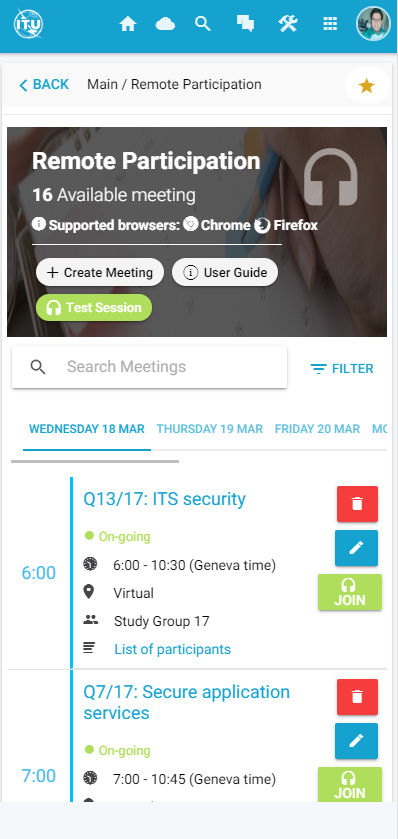 ITU
BACK Main / Remote Participation
Remote Participation
16 Available meeting
Supported browsers: Chrome Firefox
Create Meeting User Guide
Test Session
Search Meetings FILTER
WEDNESDAY 18 MAR THURSDAY 19 MAR FRIDAY 20 MAR MO
Q13/17: ITS security
On-going
6:00 6:00 - 10:30 (Geneva time)
Virtual
JOIN
Study Group 17
List of participants
Q7/17: Secure application
services
On-going
7:00 7:00 - 10:45 (Geneva time)
JOIN